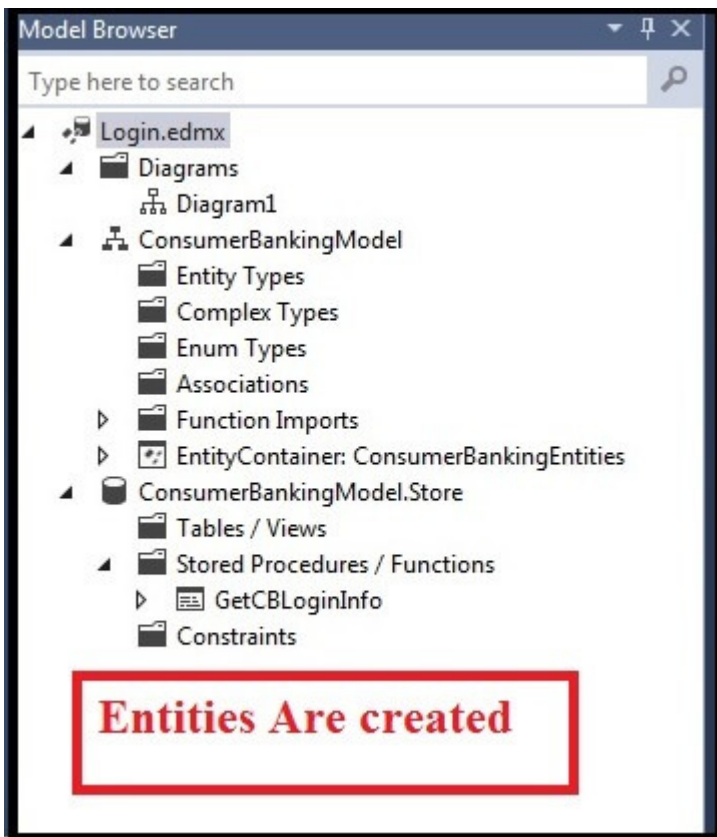 Model Browser
Type here to search
Login.edmx
Diagrams
Diagram1
ConsumerBankingModel
Entity Types
Complex Types
Enum Types
Associations
Function Imports
EntityContainer: ConsumerBankingEntities
ConsumerBankingModel.Store
Tables / Views
Stored Procedures / Functions
GetCBLoginInfo
Constraints
Entities Are created